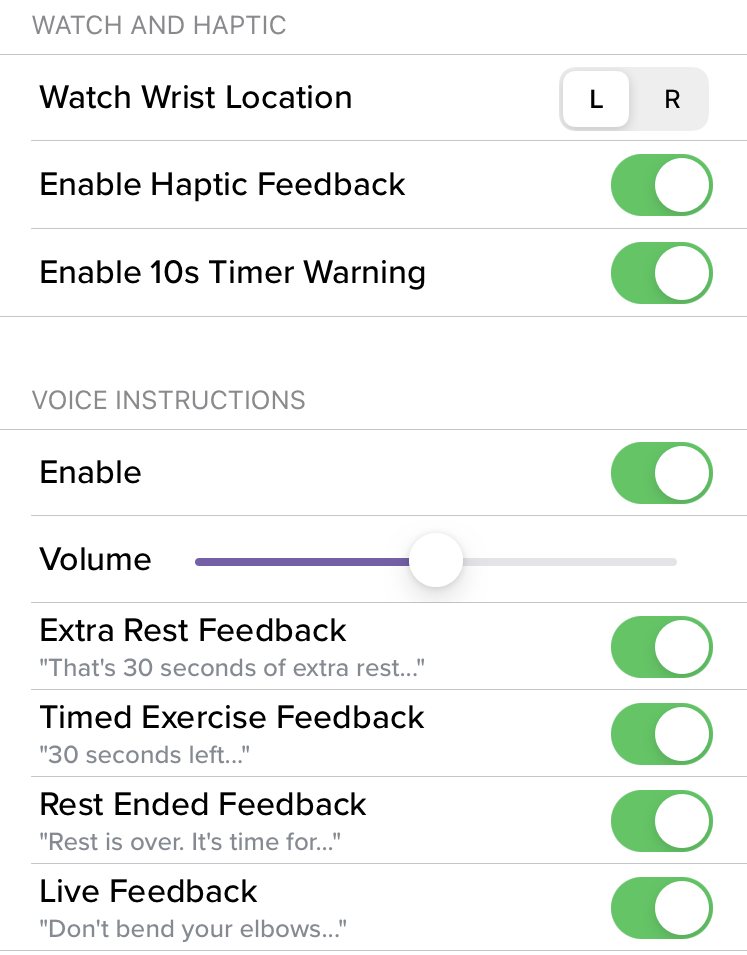 WATCH AND HAPTIC
Watch Wrist Location L R
Enable Haptic Feedback
Enable 10s Timer Warning
VOICE INSTRUCTIONS
Enable
Volume
Extra Rest Feedback
"That's 30 seconds of extra rest..."
Timed Exercise Feedback
"30 seconds left..."
Rest Ended Feedback
"Rest is over. It's time for..."
Live Feedback
"Don't bend your elbows..."